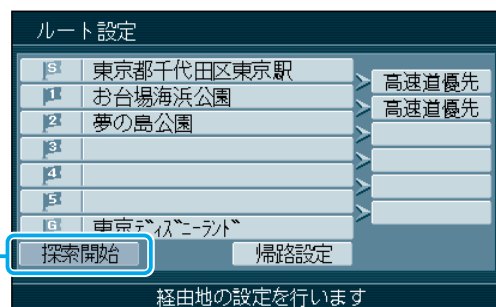 ルート設定
S 東京都千代田区東京駅
高速道優先
1 お台場海浜公園
高速道優先
2 夢の島公園
3
4
5
G 東京ﾃﾞｨｽﾞﾆｰﾗﾝﾄﾞ
探索開始 帰路設定
経由地の設定を行います